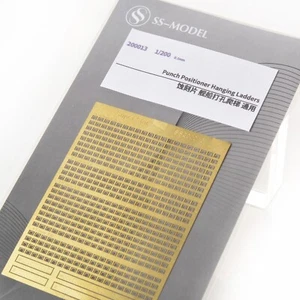 SS-MODEL
200013 1/200
Punch Positioner Hanging Ladders
蚀刻片 舰船打孔爬梯 通用